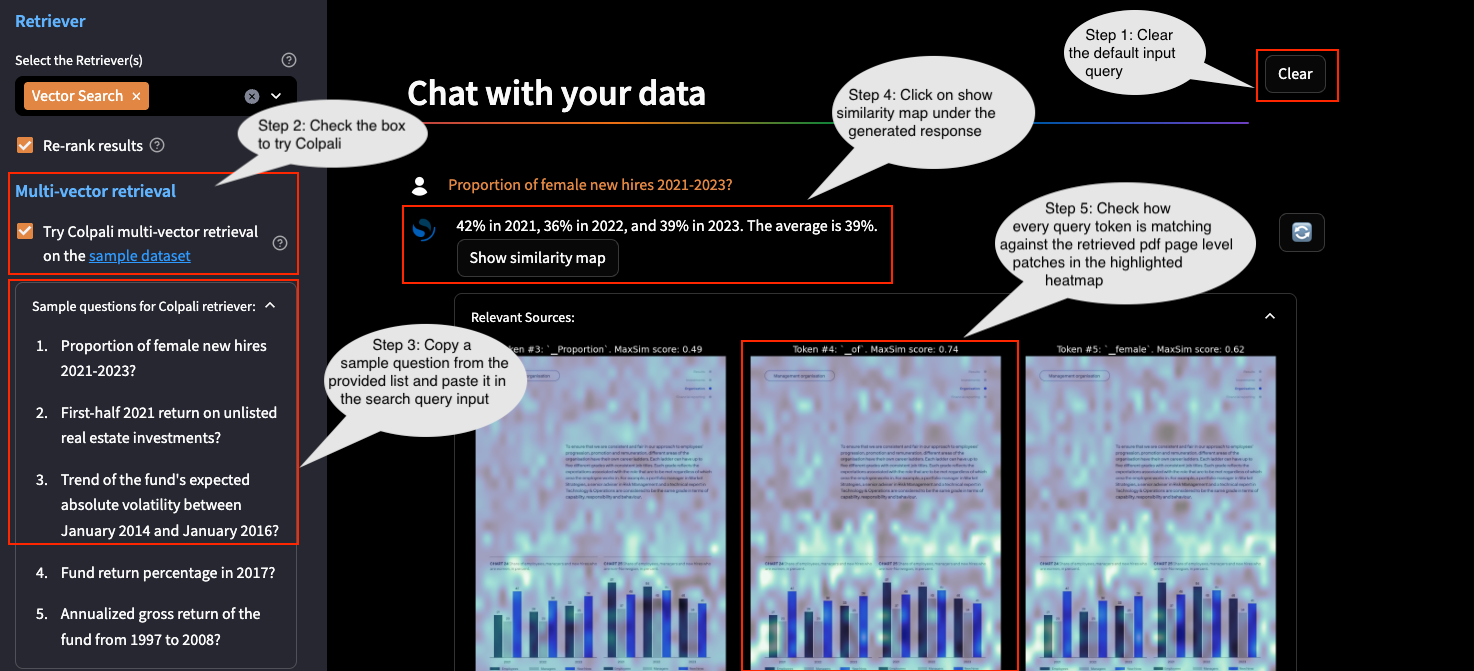 Retriever
Select the Retriever(s)
Vector Search
Re-rank results
Multi-vector retrieval
Try Colpali multi-vector retrieval
on the sample dataset
Sample questions for Colpali retriever:
1. Proportion of female new hires
2021-2023?
2. First-half 2021 return on unlisted
real estate investments?
3. Trend of the fund's expected
absolute volatility between
January 2014 and January 2016?
4. Fund return percentage in 2017?
5. Annualized gross return of the
fund from 1997 to 2008?
Step 1: Clear
the default input
query
Clear
Chat with your data
Step 2: Check the box
to try Colpali
Step 4: Click on show
similarity map under the
generated response
Proportion of female new hires 2021-2023?
42% in 2021, 36% in 2022, and 39% in 2023. The average is 39%.
Show similarity map
Step 5: Check how
every query token is matching
against the retrieved pdf page level
patches in the highlighted
heatmap
Relevant Sources:
Step 3: Copy a
sample question from the
provided list and paste it in
the search query input
#3: `_Proportion`. MaxSim score: 0.49
Token #4: `_of`. MaxSim score: 0.74
Token #5: `_female`. MaxSim score: 0.62
Management organisation
Management organisation